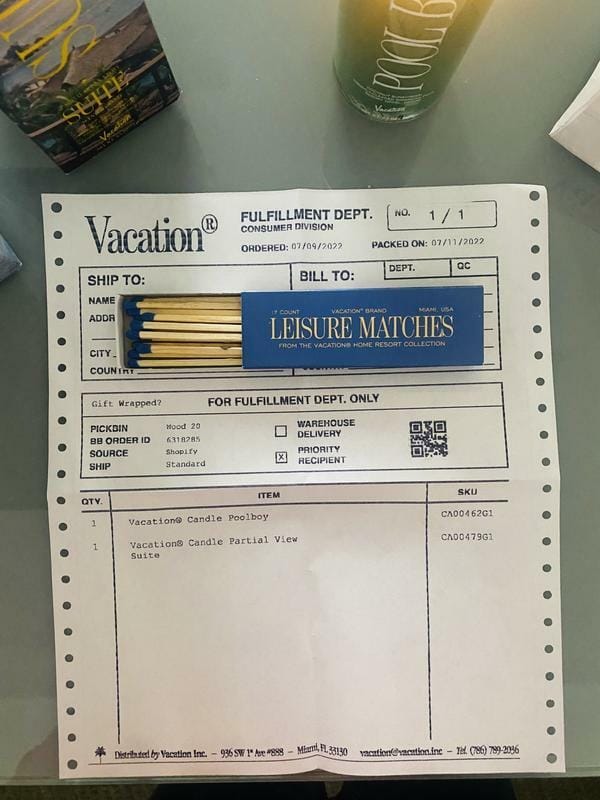 SUITE
Vacation
POOLB
Vacation
Vacation®
FULFILLMENT DEPT.
CONSUMER DIVISION
NO. 1 / 1
ORDERED: 07/09/2022 PACKED ON: 07/11/2022
SHIP TO:
BILL TO:
DEPT. QC
NAME
ADDR
CITY
COUNTRY
17 COUNT VACATION® BRAND MIAMI, USA
LEISURE MATCHES
FROM THE VACATION® HOME RESORT COLLECTION
Gift Wrapped? FOR FULFILLMENT DEPT. ONLY
PICKBIN Wood 20
BB ORDER ID 6318285
SOURCE Shopify
SHIP Standard
WAREHOUSE
DELIVERY
X PRIORITY
RECIPIENT
QTY. ITEM SKU
1 Vacation® Candle Poolboy CA00462G1
1 Vacation® Candle Partial View CA00479G1
Suite
Distributed by Vacation Inc. – 936 SW 1st Ave #888 – Miami, FL 33130 vacation@vacation.inc – Tel. (786) 789-2036